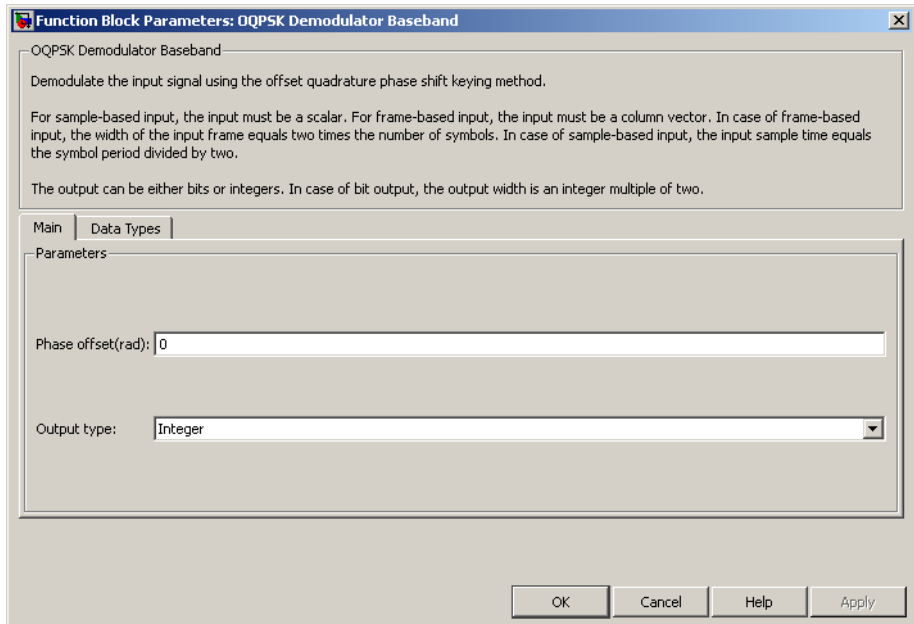 Function Block Parameters: OQPSK Demodulator Baseband
OQPSK Demodulator Baseband
Demodulate the input signal using the offset quadrature phase shift keying method.
For sample-based input, the input must be a scalar. For frame-based input, the input must be a column vector. In case of frame-based
input, the width of the input frame equals two times the number of symbols. In case of sample-based input, the input sample time equals
the symbol period divided by two.
The output can be either bits or integers. In case of bit output, the output width is an integer multiple of two.
Main Data Types
Parameters
Phase offset(rad): 0
Output type: Integer
OK Cancel Help Apply